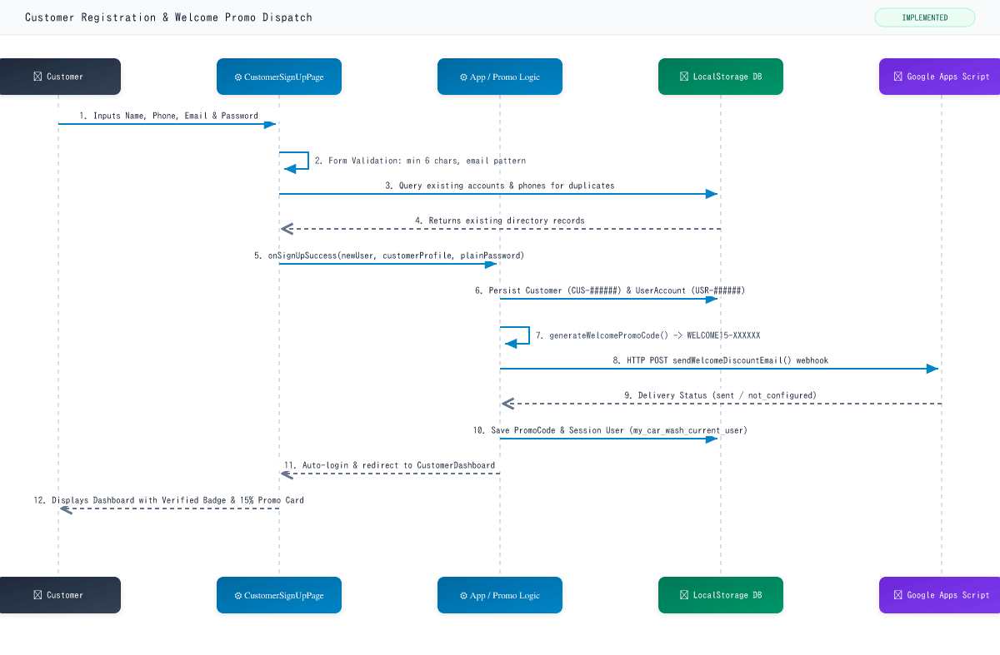 Customer Registration & Welcome Promo Dispatch
IMPLEMENTED
Customer
⚙ CustomerSignUpPage
⚙ App / Promo Logic
LocalStorage DB
Google Apps Script
1. Inputs Name, Phone, Email & Password
2. Form Validation: min 6 chars, email pattern
3. Query existing accounts & phones for duplicates
4. Returns existing directory records
5. onSignUpSuccess(newUser, customerProfile, plainPassword)
6. Persist Customer (CUS-######) & UserAccount (USR-######)
7. generateWelcomePromoCode() -> WELCOME15-XXXXXX
8. HTTP POST sendWelcomeDiscountEmail() webhook
9. Delivery Status (sent / not_configured)
10. Save PromoCode & Session User (my_car_wash_current_user)
11. Auto-login & redirect to CustomerDashboard
12. Displays Dashboard with Verified Badge & 15% Promo Card
Customer
⚙ CustomerSignUpPage
⚙ App / Promo Logic
LocalStorage DB
Google Apps Script